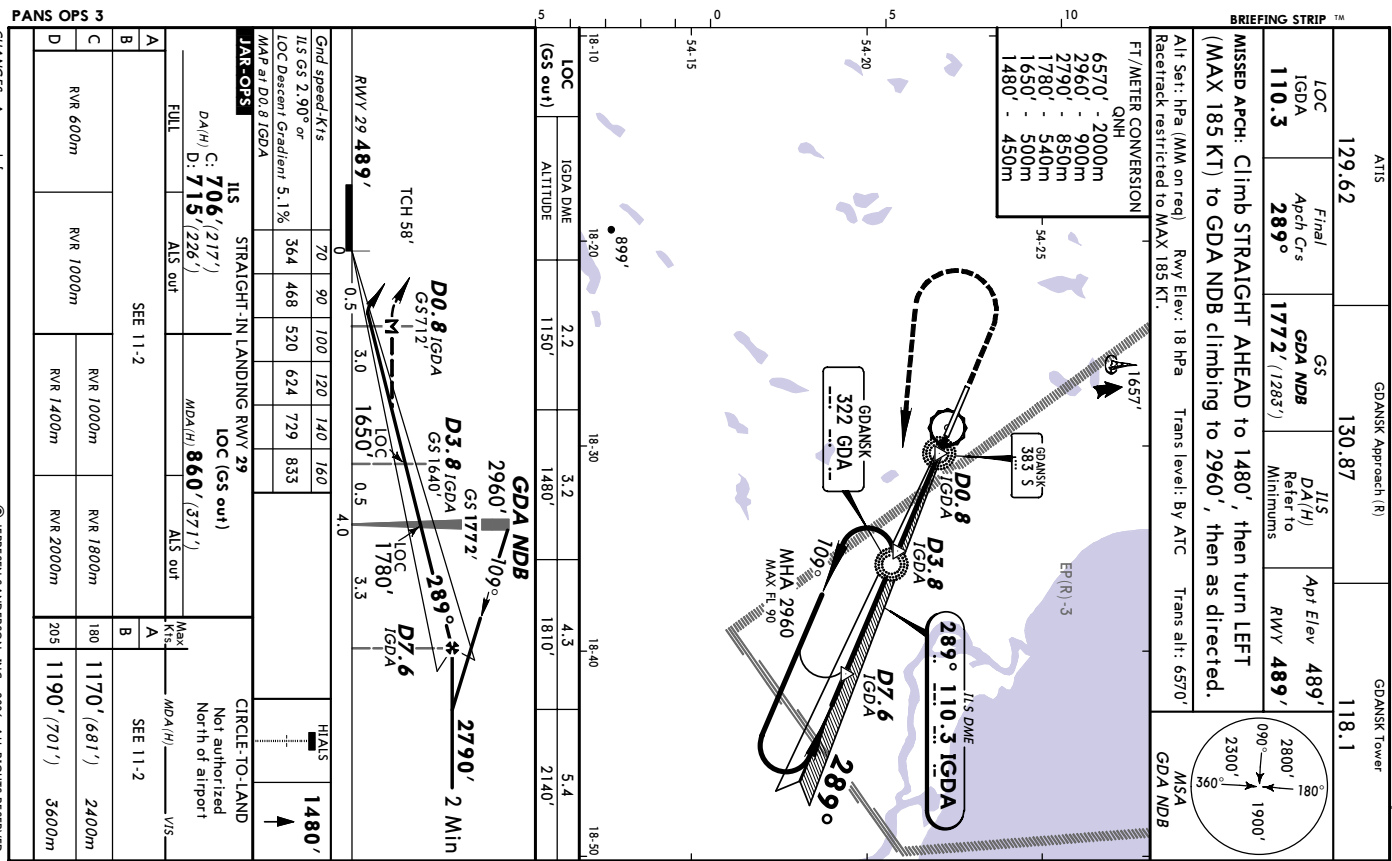 BRIEFING STRIP ™
ATIS
129.62
GDANSK Approach (R)
130.87
GDANSK Tower
118.1
LOC
IGDA
110.3
Final
Apch Crs
289°
GS
GDA NDB
1772' (1283')
ILS
DA(H)
Refer to
Minimums
Apt Elev 489'
RWY 489'
MISSED APCH: Climb STRAIGHT AHEAD to 1480', then turn LEFT
(MAX 185 KT) to GDA NDB climbing to 2960', then as directed.
Alt Set: hPa (MM on req) Rwy Elev: 18 hPa Trans level: By ATC Trans alt: 6570'
Racetrack restricted to MAX 185 KT.
2800'
180°
090°
1900'
2300'
360°
MSA
GDA NDB
FT/METER CONVERSION
QNH
6570' - 2000m
2960' - 900m
2790' - 850m
1780' - 540m
1650' - 500m
1480' - 450m
10
5
0
5
54-25
54-20
54-15
18-10
18-20
18-30
18-40
18-50
1657'
899'
EP(R)-3
GDANSK
383 S
D0.8
IGDA
D3.8
IGDA
GDANSK
322 GDA
109°
MHA 2960
MAX FL 90
ILS DME
289° 110.3 IGDA
D7.6
IGDA
289°
LOC
(GS out)
IGDA DME
2.1
3.2
4.3
5.4
ALTITUDE
1150'
1480'
1810'
2140'
GDA NDB
2960'
109°
2790'
2 Min
D0.8 IGDA
GS 712'
D3.8 IGDA
GS 1640'
GS 1772'
289°
D7.6
IGDA
TCH 58'
M
LOC
1650'
LOC
1780'
RWY 29 489'
0
0.5
3.0
0.5
4.0
3.3
Gnd speed-Kts 70 90 100 120 140 160
ILS GS 2.90° or
LOC Descent Gradient 5.1% 364 468 520 624 729 833
MAP at D0.8 IGDA
HIALS
1480'
JAR-OPS
STRAIGHT-IN LANDING RWY 29
CIRCLE-TO-LAND
Not authorized
North of airport
ILS
DA(H) C: 706' (217')
D: 715' (226')
LOC (GS out)
MDA(H) 860' (371')
FULL
ALS out
ALS out
Max
Kts
MDA(H)
VIS
A
B
SEE 11-2
A
B
SEE 11-2
C
D
RVR 600m
RVR 1000m
RVR 1000m
RVR 1800m
RVR 1400m
RVR 2000m
180
1170' (681')
2400m
205
1190' (701')
3600m
PANS OPS 3